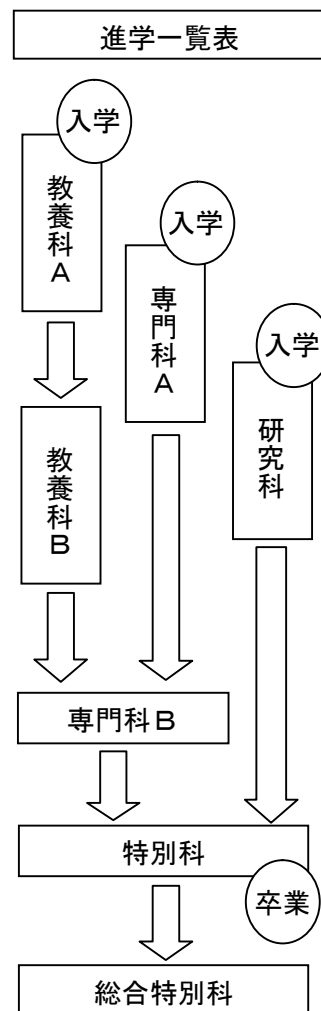 進学一覧表
入学
教養科A
入学
専門科A
入学
研究科
教養科B
専門科B
特別科
卒業
総合特別科